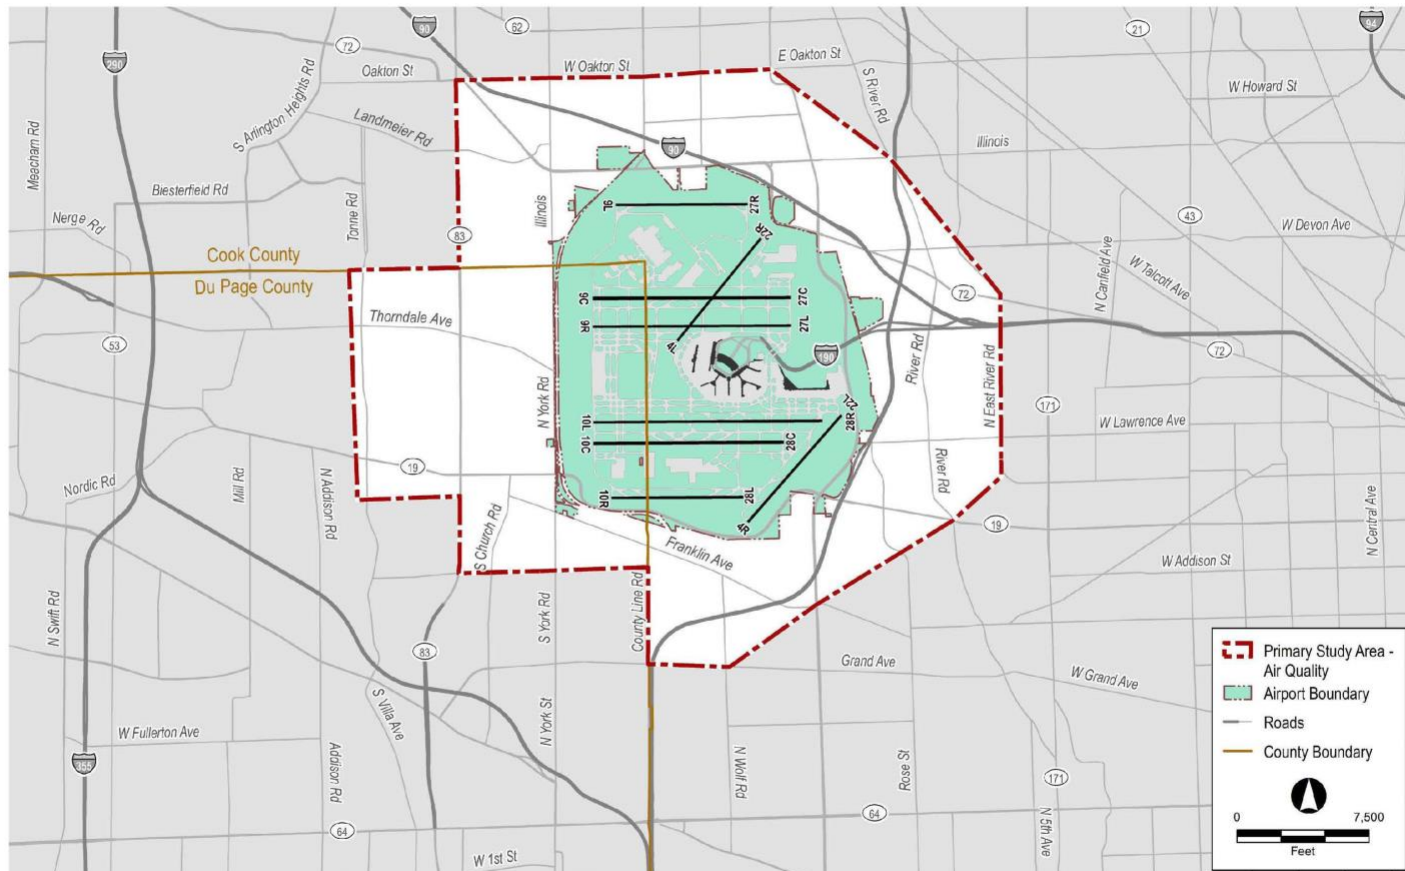 90
62
21
94
290
72
Oakton St
W Oakton St
E Oakton St
S River Rd
W Howard St
Meacham Rd
S Arlington Heights Rd
Landmeier Rd
90
Illinois
Biesterfield Rd
Nerge Rd
Tonne Rd
Illinois
9L
27R
22R
43
W Devon Ave
83
N Canfield Ave
W Talcott Ave
Cook County
Du Page County
9C
27C
72
Thorndale Ave
9R
27L
53
4L
190
River Rd
72
N York Rd
N East River Rd
171
22L
10L
28R
W Lawrence Ave
10C
28C
19
Nordic Rd
Mill Rd
N Addison Rd
River Rd
10R
28L
4R
19
S Church Rd
Franklin Ave
N Central Ave
W Addison St
N Swift Rd
S York Rd
County Line Rd
83
Grand Ave
W Grand Ave
S Villa Ave
N York St
W Fullerton Ave
355
Addison Rd
N Wolf Rd
Rose St
171
64
64
N 5th Ave
W 1st St
Primary Study Area -
Air Quality
Airport Boundary
Roads
County Boundary
0 7,500
Feet